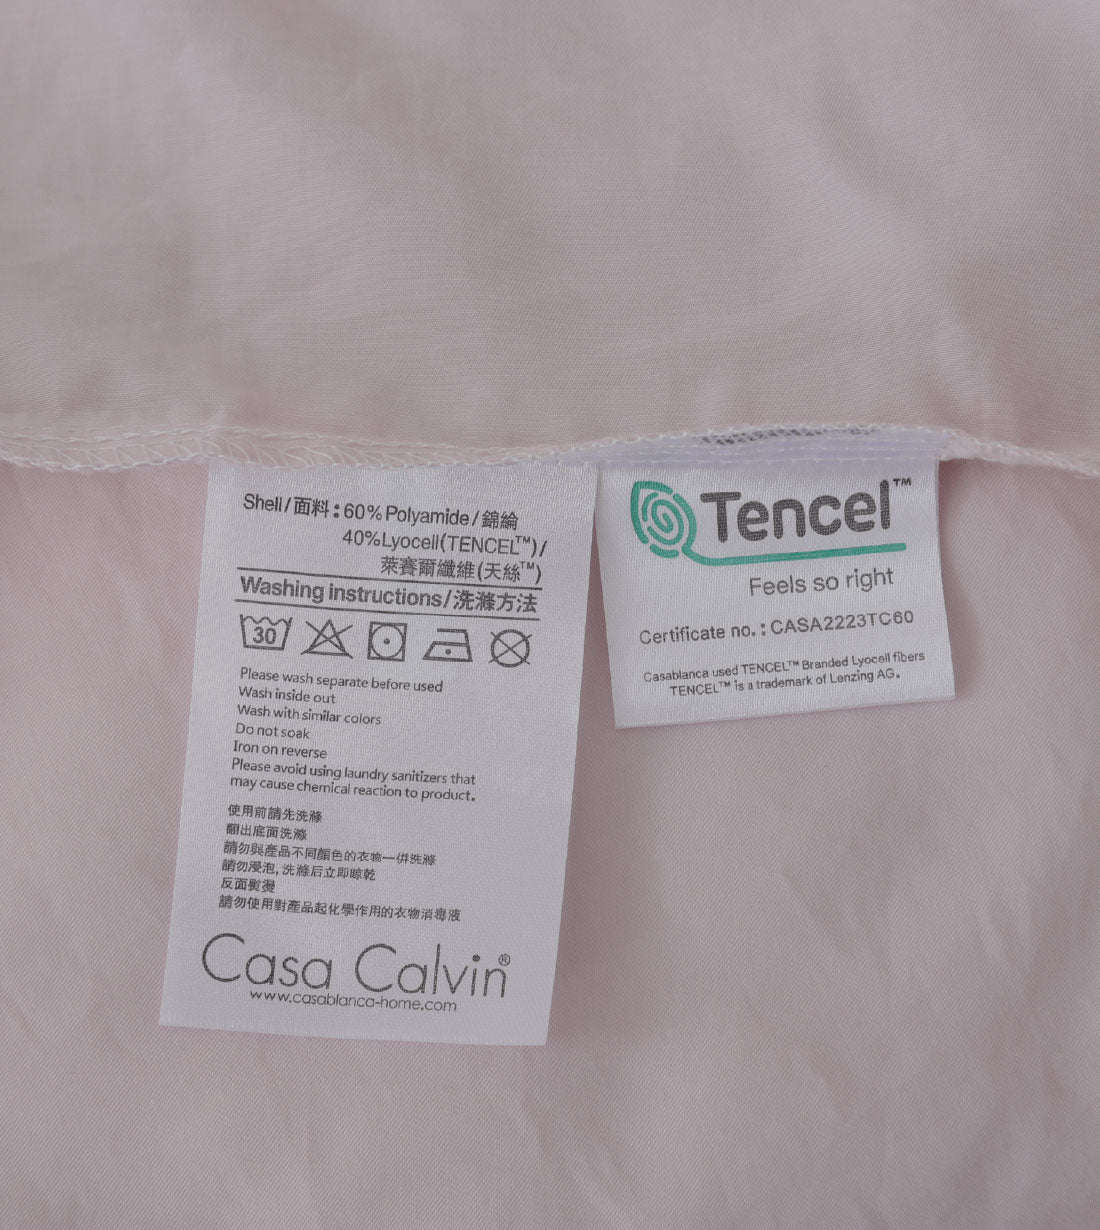 Shell/面料:60% Polyamide/錦綸
40%Lyocell(TENCEL™)/
萊賽爾纖維(天絲™)
Washing instructions/洗滌方法
30
Please wash separate before used
Wash inside out
Wash with similar colors
Do not soak
Iron on reverse
Please avoid using laundry sanitizers that
may cause chemical reaction to product.
使用前請先洗滌
翻出底面洗滌
請勿與產品不同顏色的衣物一併洗滌
請勿浸泡,洗滌后立即晾乾
反面熨燙
請勿使用對產品起化學作用的衣物消毒液
Casa Calvin®
www.casablanca-home.com
Tencel™
Feels so right
Certificate no.:CASA2223TC60
Casablanca used TENCEL™ Branded Lyocell fibers
TENCEL™ is a trademark of Lenzing AG.